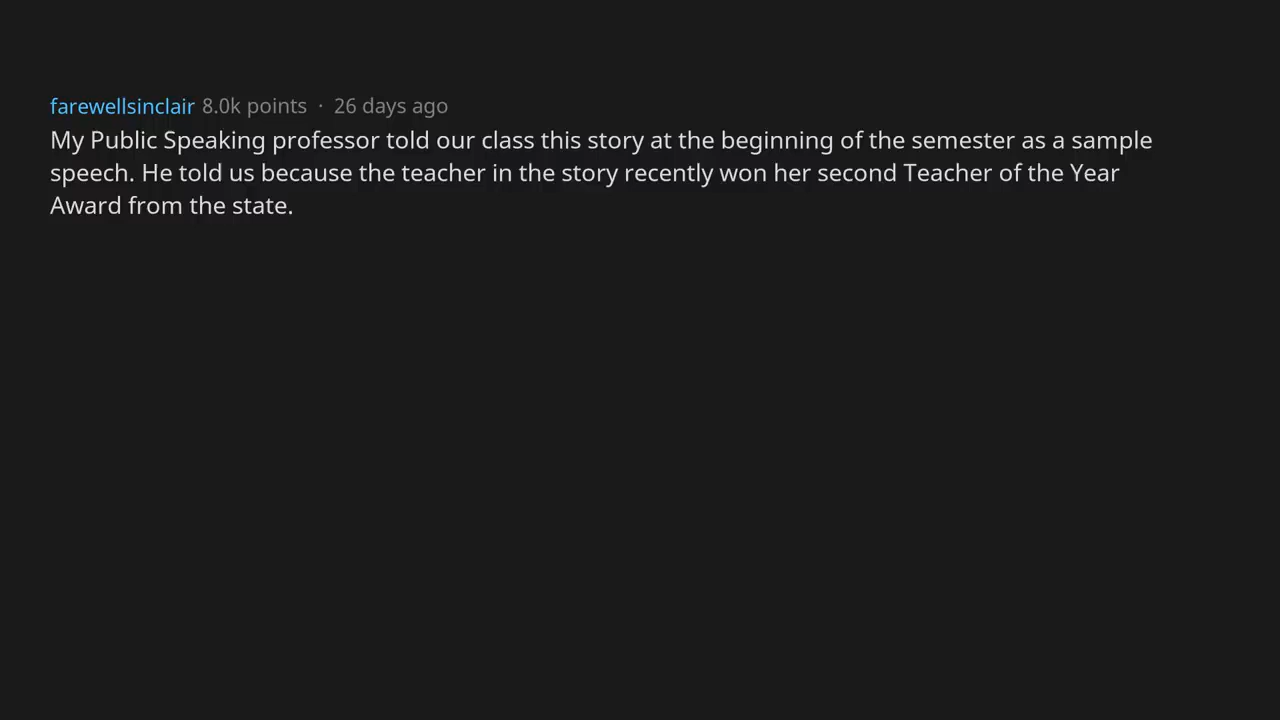 farewellsinclair 8.0k points · 26 days ago
My Public Speaking professor told our class this story at the beginning of the semester as a sample
speech. He told us because the teacher in the story recently won her second Teacher of the Year
Award from the state.